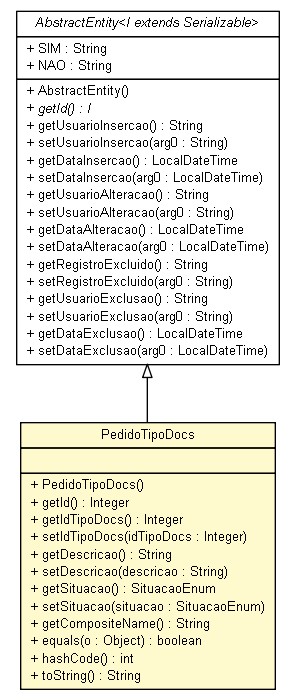 AbstractEntity<I extends Serializable>
+ SIM : String
+ NAO : String
+ AbstractEntity()
+ getId() : I
+ getUsuarioInsercao() : String
+ setUsuarioInsercao(arg0 : String)
+ getDataInsercao() : LocalDateTime
+ setDataInsercao(arg0 : LocalDateTime)
+ getUsuarioAlteracao() : String
+ setUsuarioAlteracao(arg0 : String)
+ getDataAlteracao() : LocalDateTime
+ setDataAlteracao(arg0 : LocalDateTime)
+ getRegistroExcluido() : String
+ setRegistroExcluido(arg0 : String)
+ getUsuarioExclusao() : String
+ setUsuarioExclusao(arg0 : String)
+ getDataExclusao() : LocalDateTime
+ setDataExclusao(arg0 : LocalDateTime)
PedidoTipoDocs
+ PedidoTipoDocs()
+ getId() : Integer
+ getIdTipoDocs() : Integer
+ setIdTipoDocs(idTipoDocs : Integer)
+ getDescricao() : String
+ setDescricao(descricao : String)
+ getSituacao() : SituacaoEnum
+ setSituacao(situacao : SituacaoEnum)
+ getCompositeName() : String
+ equals(o : Object) : boolean
+ hashCode() : int
+ toString() : String